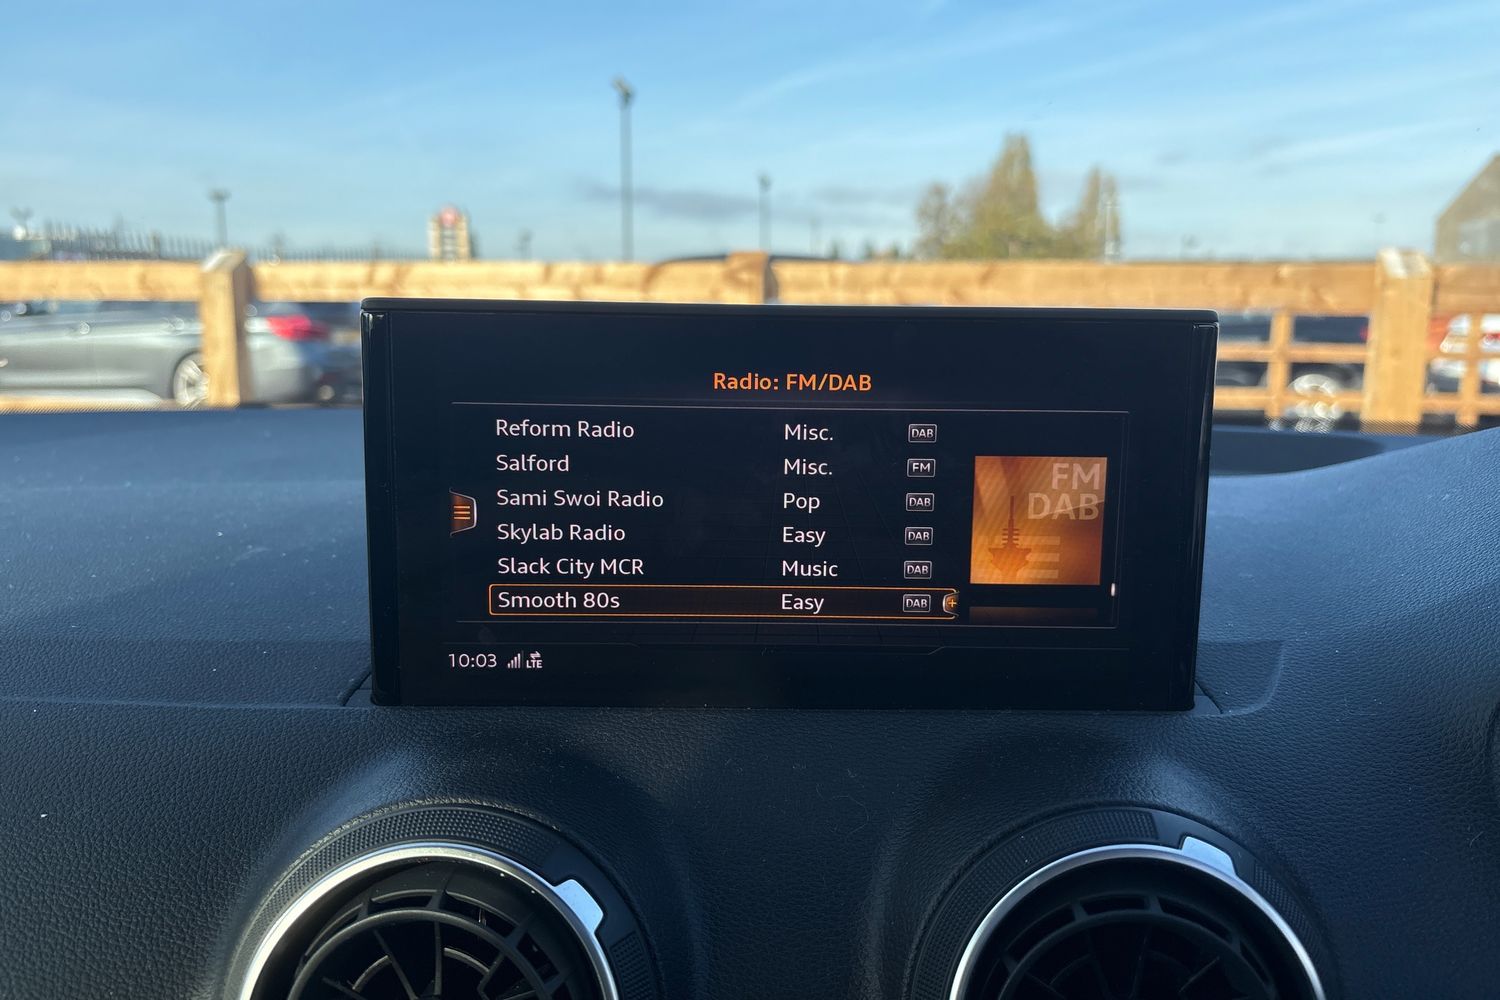 Radio: FM/DAB
Reform Radio Misc. DAB
Salford Misc. FM
Sami Swoi Radio Pop DAB
Skylab Radio Easy DAB
Slack City MCR Music DAB
Smooth 80s Easy DAB
FM
DAB
10:03 LTE